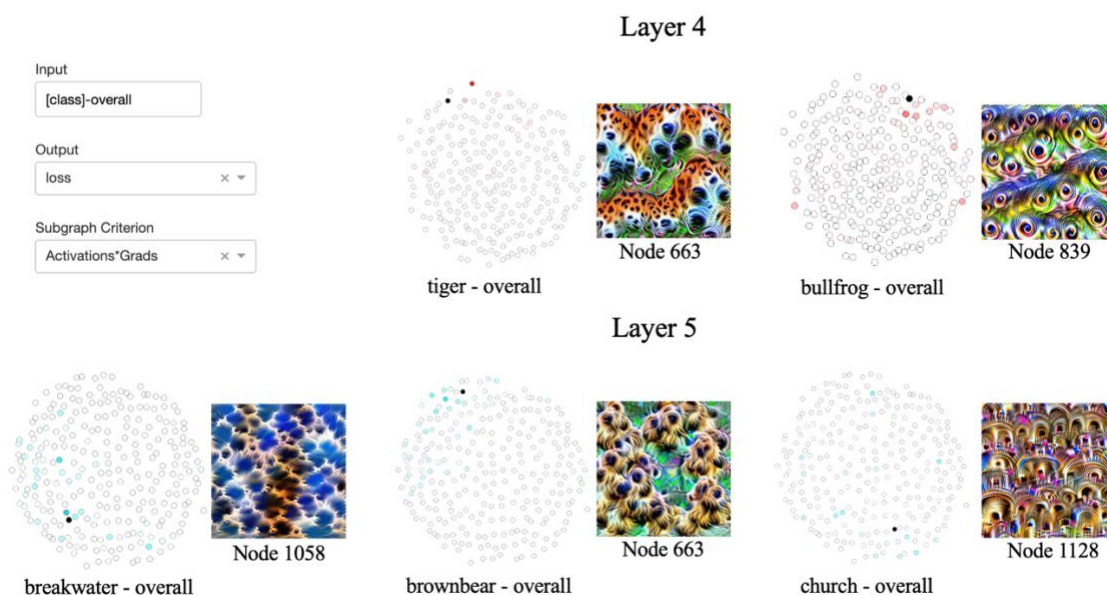 Layer 4
Input
[class]-overall
Output
loss
Subgraph Criterion
Activations*Grads
Node 663
tiger - overall
Node 839
bullfrog - overall
Layer 5
Node 1058
breakwater - overall
Node 663
brownbear - overall
Node 1128
church - overall